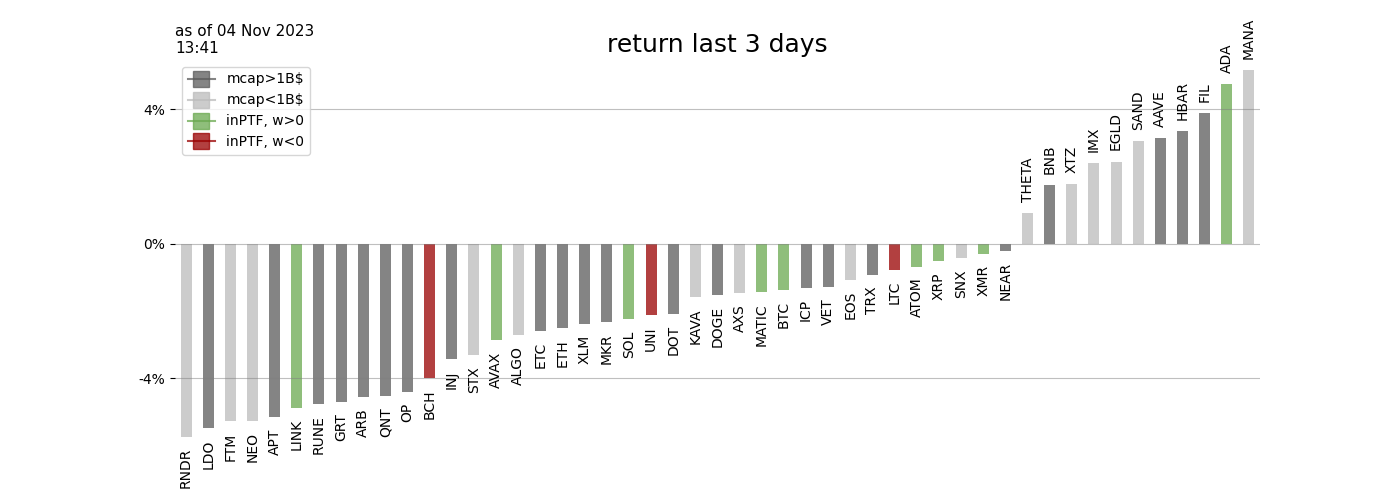 as of 04 Nov 2023
13:41
return last 3 days
mcap>1B$
mcap<1B$
inPTF, w>0
inPTF, w<0
4%
0%
-4%
RNDR
LDO
FTM
NEO
APT
LINK
RUNE
GRT
ARB
QNT
OP
BCH
INJ
STX
AVAX
ALGO
ETC
ETH
XLM
MKR
SOL
UNI
DOT
KAVA
DOGE
AXS
MATIC
BTC
ICP
VET
EOS
TRX
LTC
ATOM
XRP
SNX
XMR
NEAR
THETA
BNB
XTZ
IMX
EGLD
SAND
AAVE
HBAR
FIL
ADA
MANA